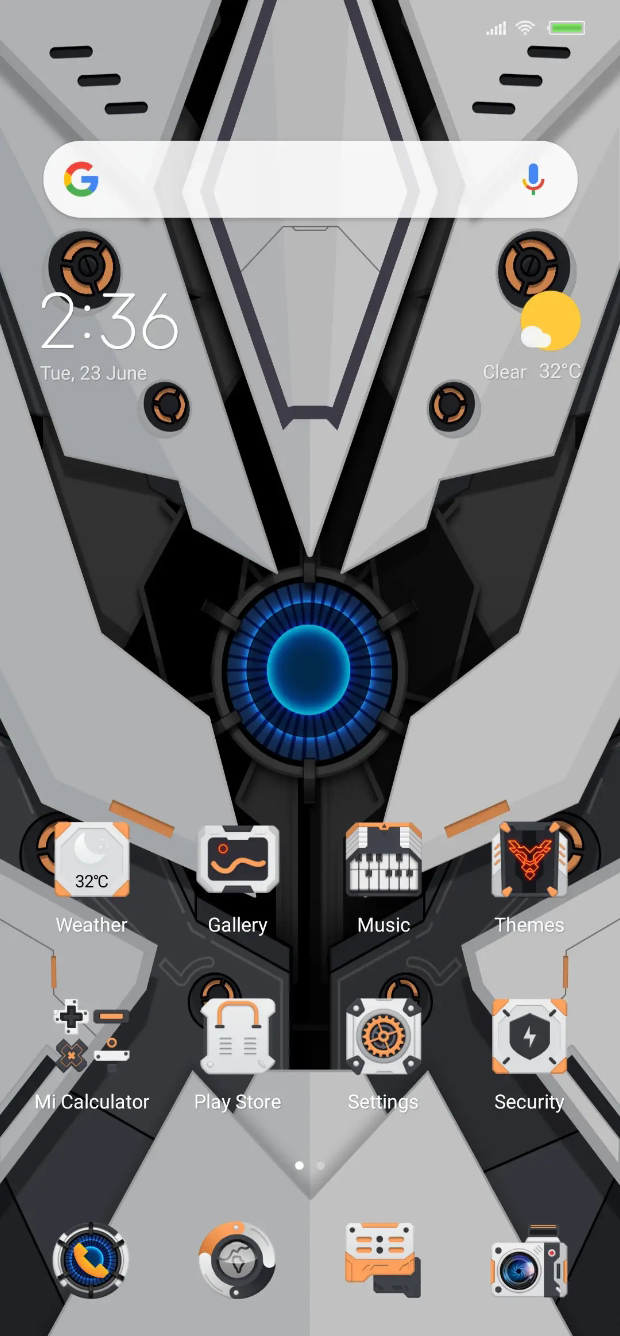 2:36
Tue, 23 June
Clear 32°C
32℃
Weather
Gallery
Music
Themes
Mi Calculator
Play Store
Settings
Security